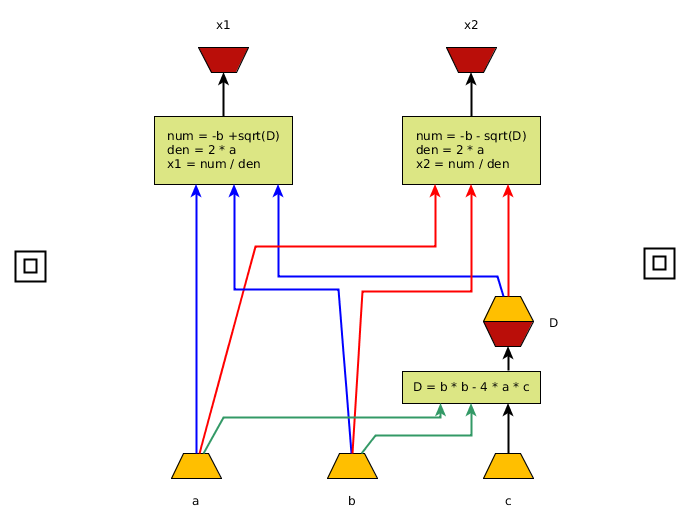 x1
x2
num = -b +sqrt(D)
den = 2 * a
x1 = num / den
num = -b - sqrt(D)
den = 2 * a
x2 = num / den
D
D = b * b - 4 * a * c
a
b
c